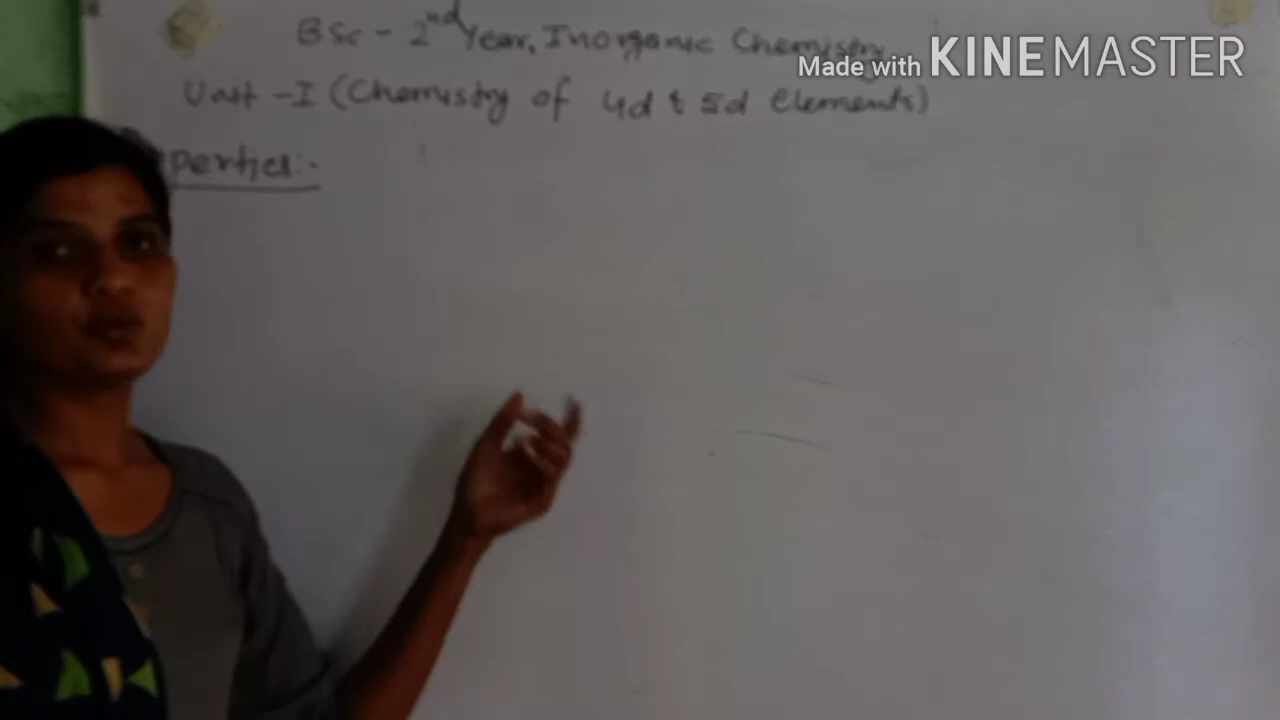 BSc - 2nd Year, Inorganic Chemistry
Made with KINEMASTER
Unit - I (Chemistry of 4d & 5d Elements)
perties:-